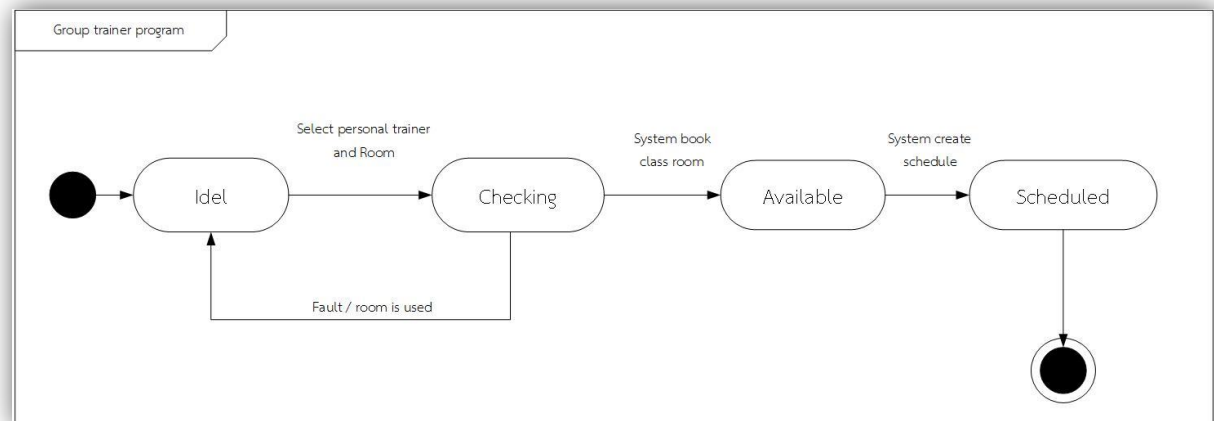 Group trainer program
Select personal trainer
and Room
System book
class room
System create
schedule
Idel
Checking
Available
Scheduled
Fault / room is used